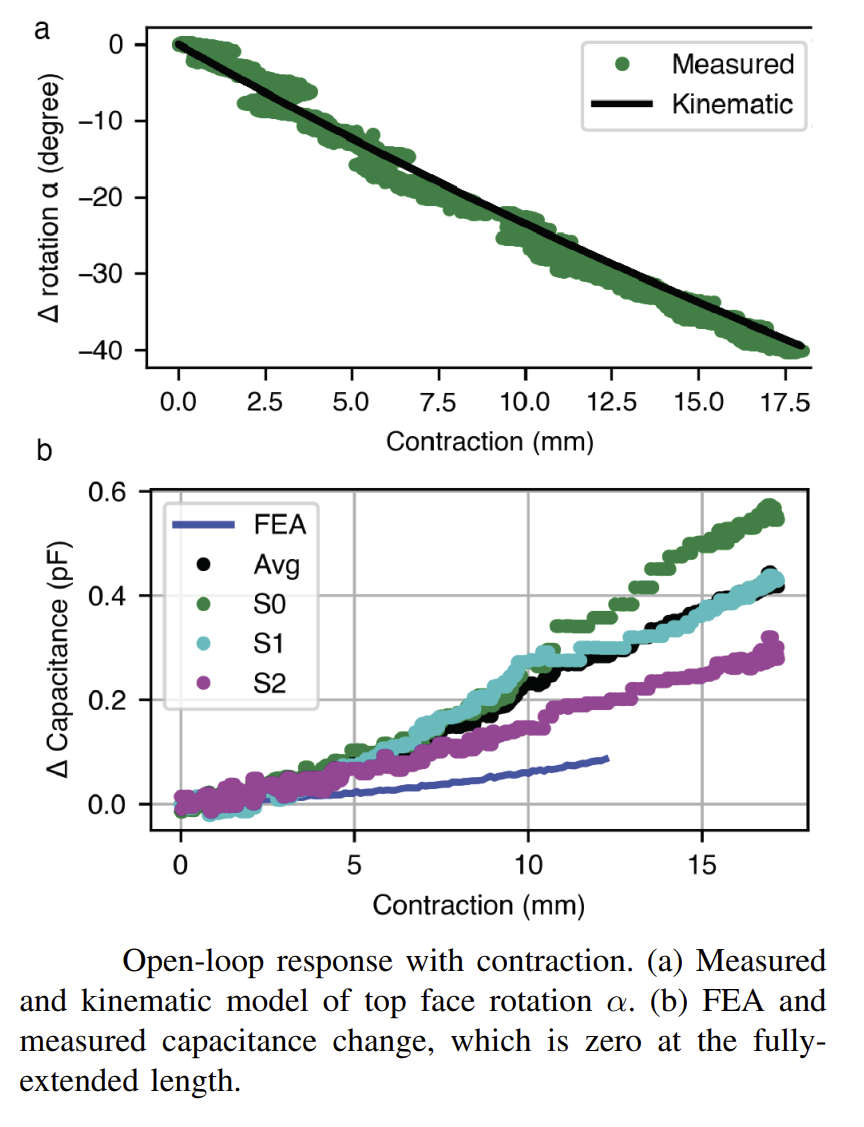 a
0
−10
−20
−30
−40
Δ rotation α (degree)
Measured
Kinematic
0.0 2.5 5.0 7.5 10.0 12.5 15.0 17.5
Contraction (mm)
b
0.6
0.4
0.2
0.0
Δ Capacitance (pF)
FEA
Avg
S0
S1
S2
0 5 10 15
Contraction (mm)
Open-loop response with contraction. (a) Measured
and kinematic model of top face rotation α. (b) FEA and
measured capacitance change, which is zero at the fully-
extended length.